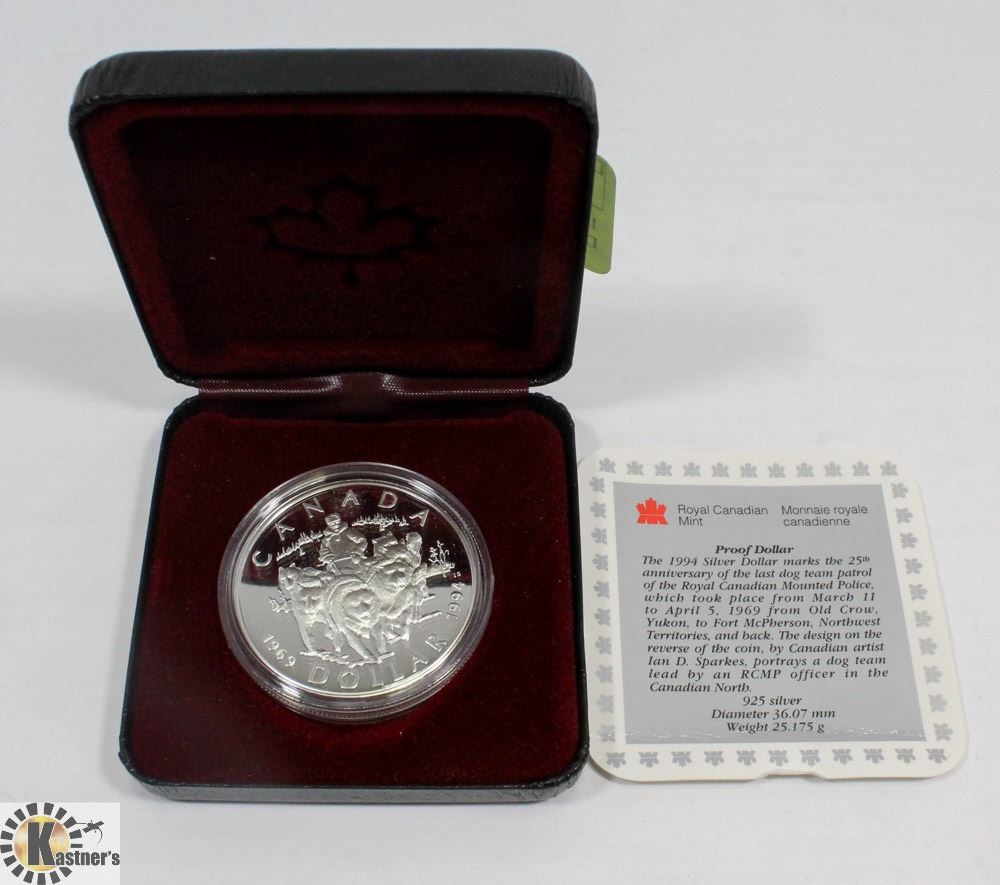 CANADA
1969 DOLLAR 1994
IS
Royal Canadian Mint
Monnaie royale canadienne
Proof Dollar
The 1994 Silver Dollar marks the 25th
anniversary of the last dog team patrol
of the Royal Canadian Mounted Police,
which took place from March 11
to April 5, 1969 from Old Crow,
Yukon, to Fort McPherson, Northwest
Territories, and back. The design on the
reverse of the coin, by Canadian artist
Ian D. Sparkes, portrays a dog team
lead by an RCMP officer in the
Canadian North.
925 silver
Diameter 36.07 mm
Weight 25.175 g
Kastner's